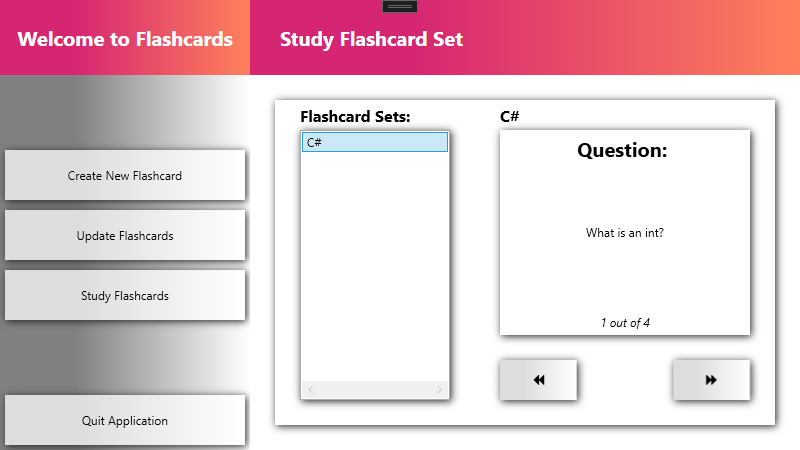 Welcome to Flashcards
Study Flashcard Set
Create New Flashcard
Update Flashcards
Study Flashcards
Quit Application
Flashcard Sets:
C#
C#
Question:
What is an int?
1 out of 4